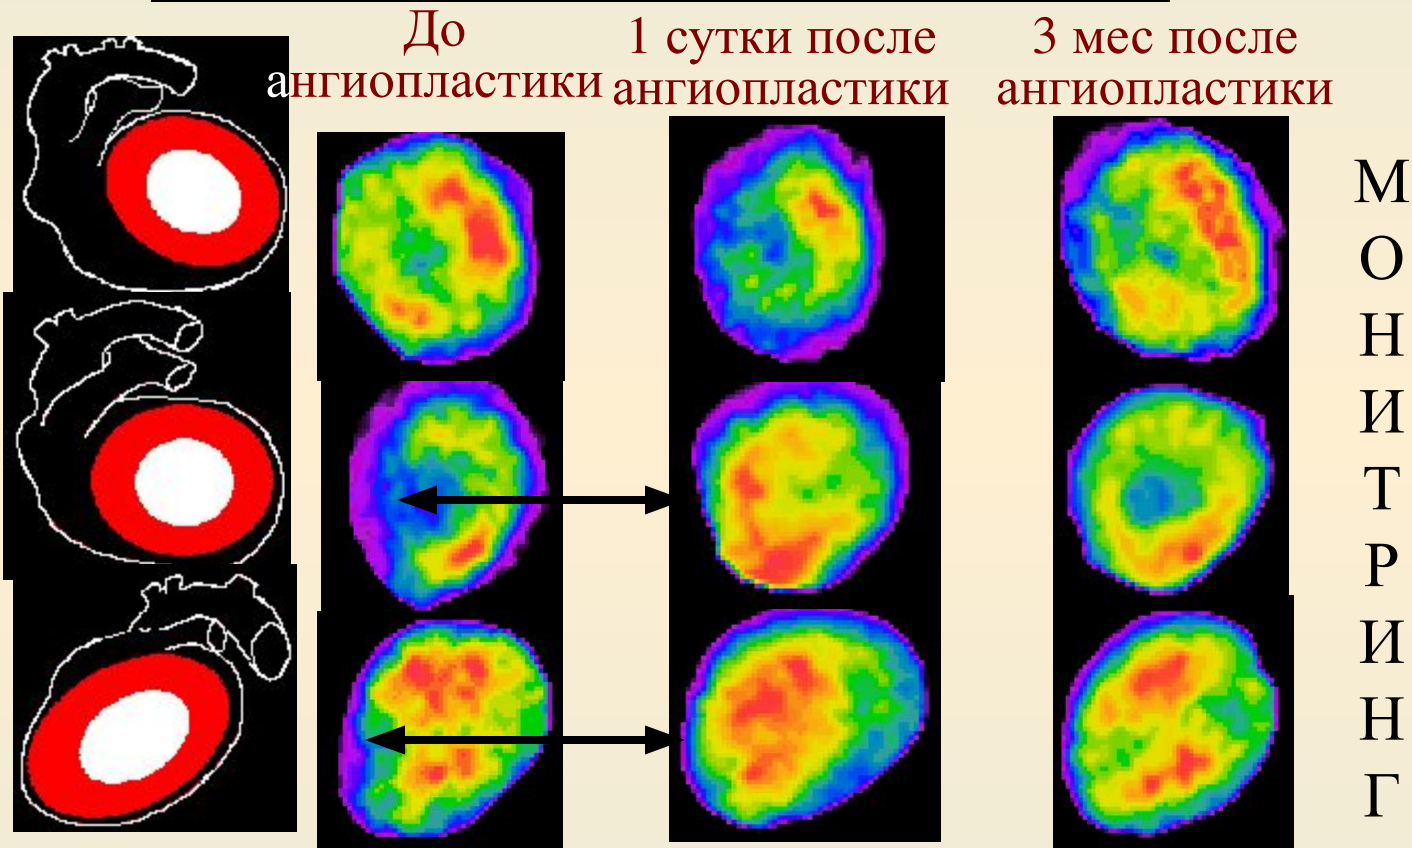 До
ангиопластики
1 сутки после
ангиопластики
3 мес после
ангиопластики
М
О
Н
И
Т
Р
И
Н
Г